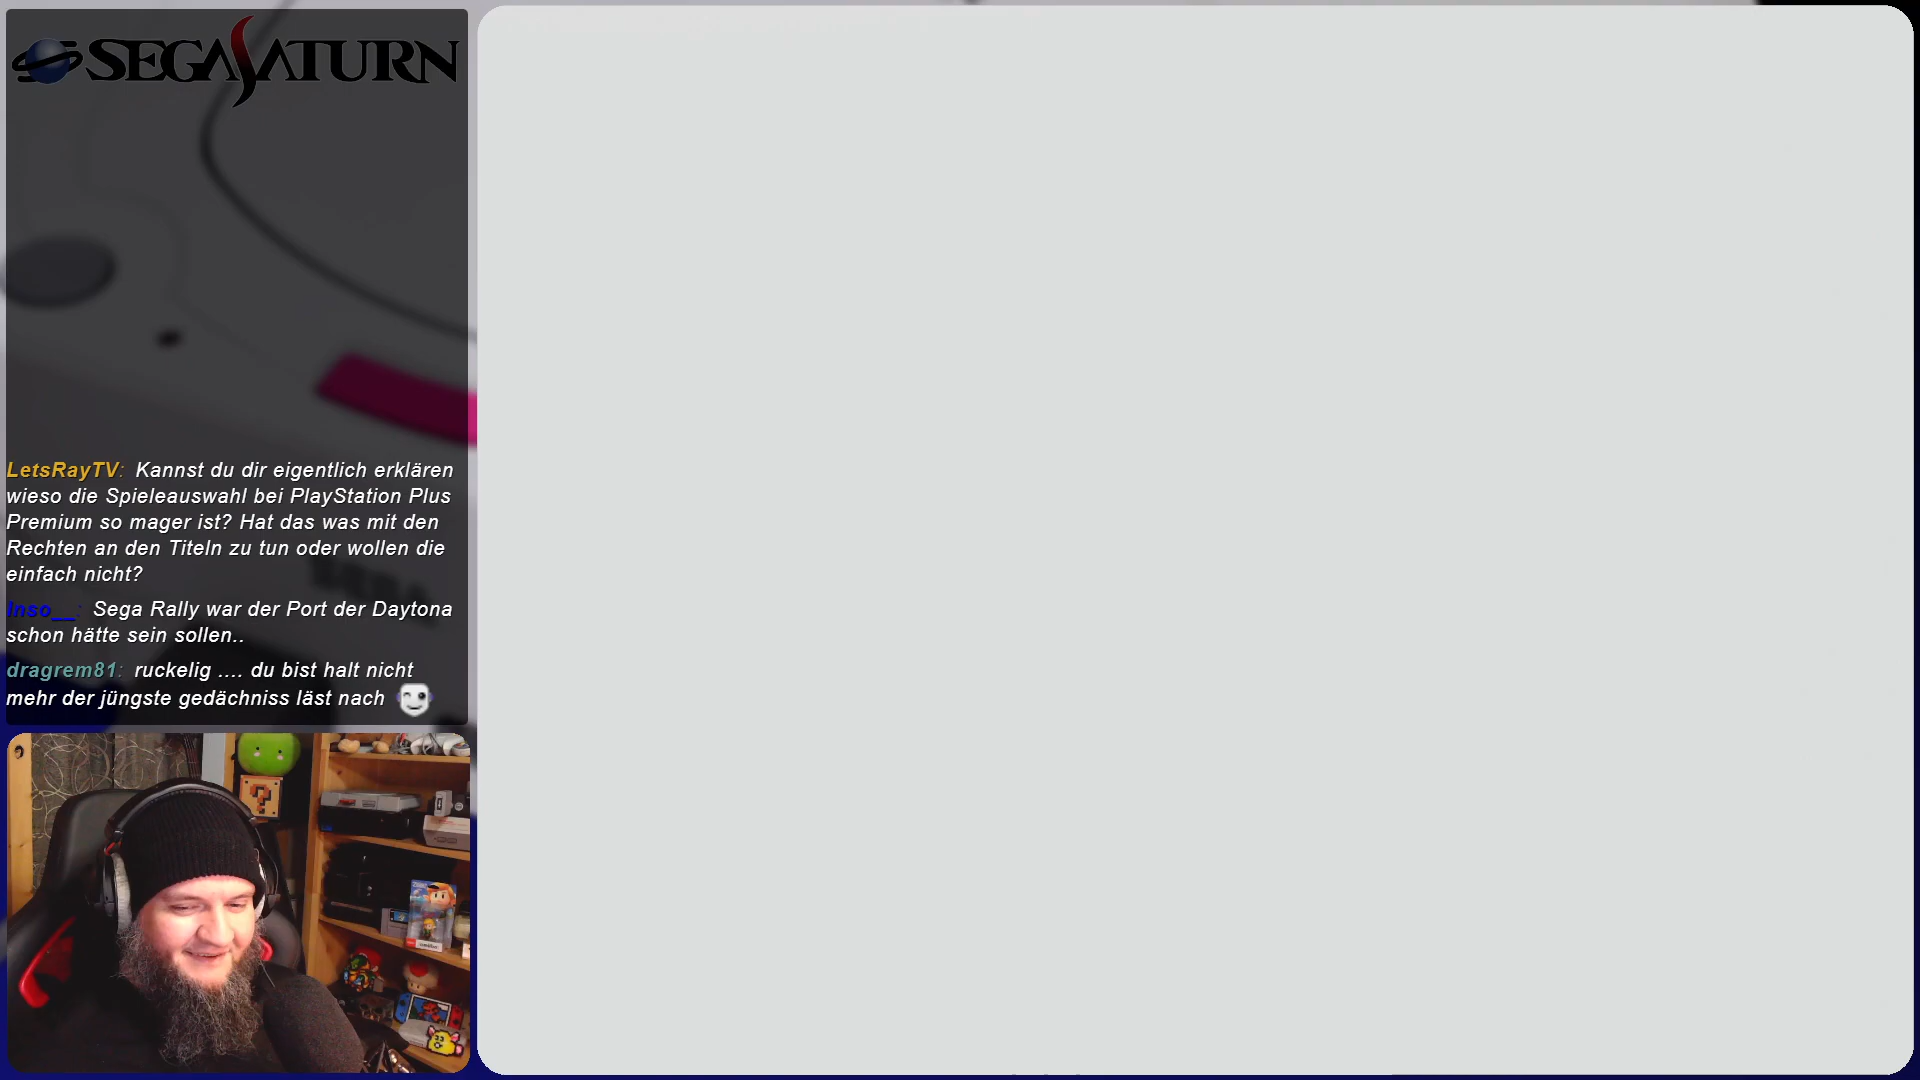 SEGA SATURN
LetsRayTV: Kannst du dir eigentlich erklären
wieso die Spieleauswahl bei PlayStation Plus
Premium so mager ist? Hat das was mit den
Rechten an den Titeln zu tun oder wollen die
einfach nicht?
Inso__: Sega Rally war der Port der Daytona
schon hätte sein sollen..
dragrem81: ruckelig .... du bist halt nicht
mehr der jüngste gedächniss läst nach